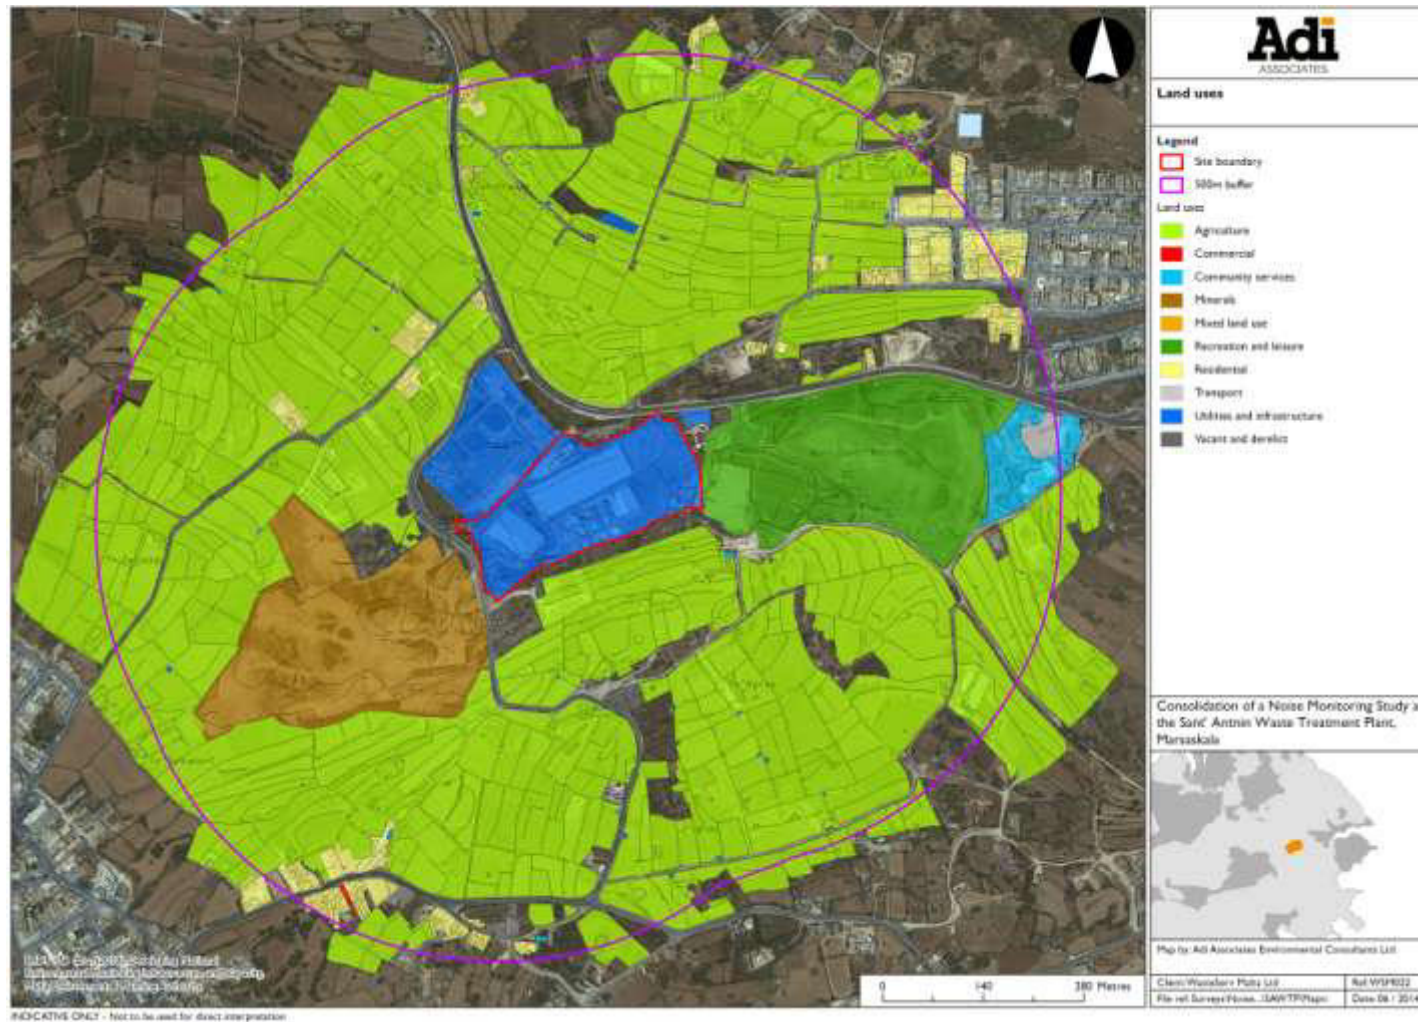 Adi
ASSOCIATES
Land uses
Legend
Site boundary
500m buffer
Land uses
Agriculture
Commercial
Community services
Minerals
Mixed land use
Recreation and leisure
Residential
Transport
Utilities and infrastructure
Vacant and derelict
Consolidation of a Noise Monitoring Study a
the Sant' Antnin Waste Treatment Plant,
Marsaskala
Map by: Adi Associates Environmental Consultants Ltd
Client: WasteServ Malta Ltd
Date: 06 / 2014
0 140 280 Metres
INDICATIVE ONLY - Not to be used for direct interpretation